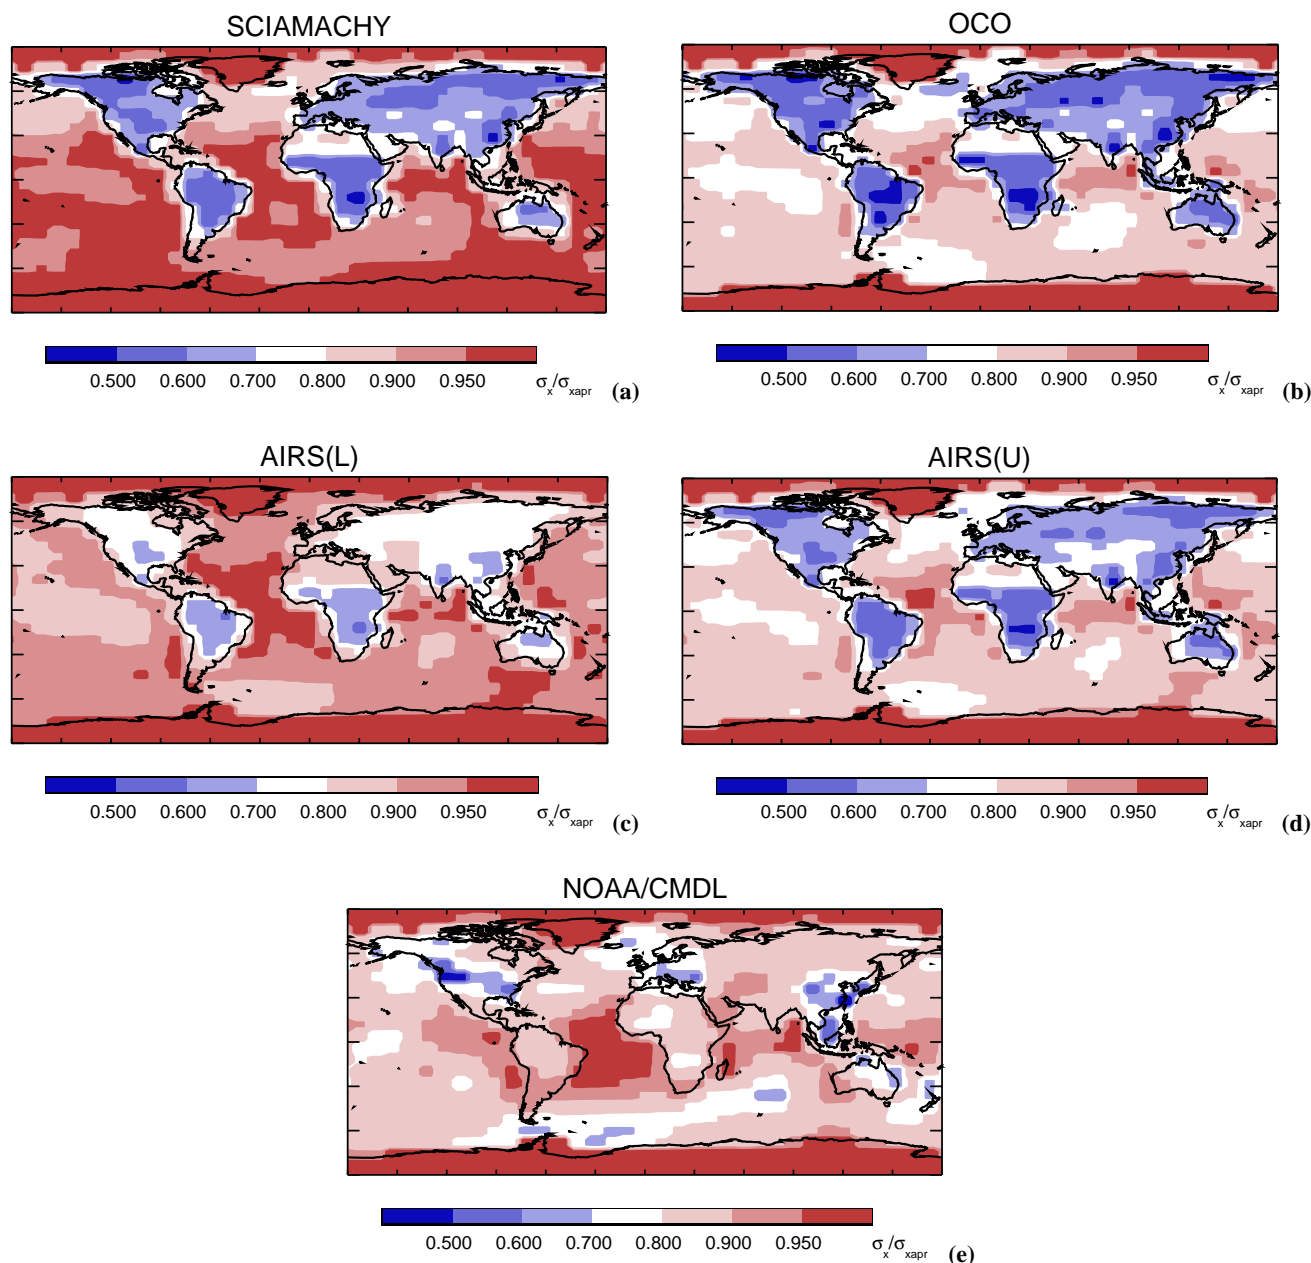 SCIAMACHY
OCO
0.500 0.600 0.700 0.800 0.900 0.950 σx/σxapr (a)
0.500 0.600 0.700 0.800 0.900 0.950 σx/σxapr (b)
AIRS(L)
AIRS(U)
0.500 0.600 0.700 0.800 0.900 0.950 σx/σxapr (c)
0.500 0.600 0.700 0.800 0.900 0.950 σx/σxapr (d)
NOAA/CMDL
0.500 0.600 0.700 0.800 0.900 0.950 σx/σxapr (e)